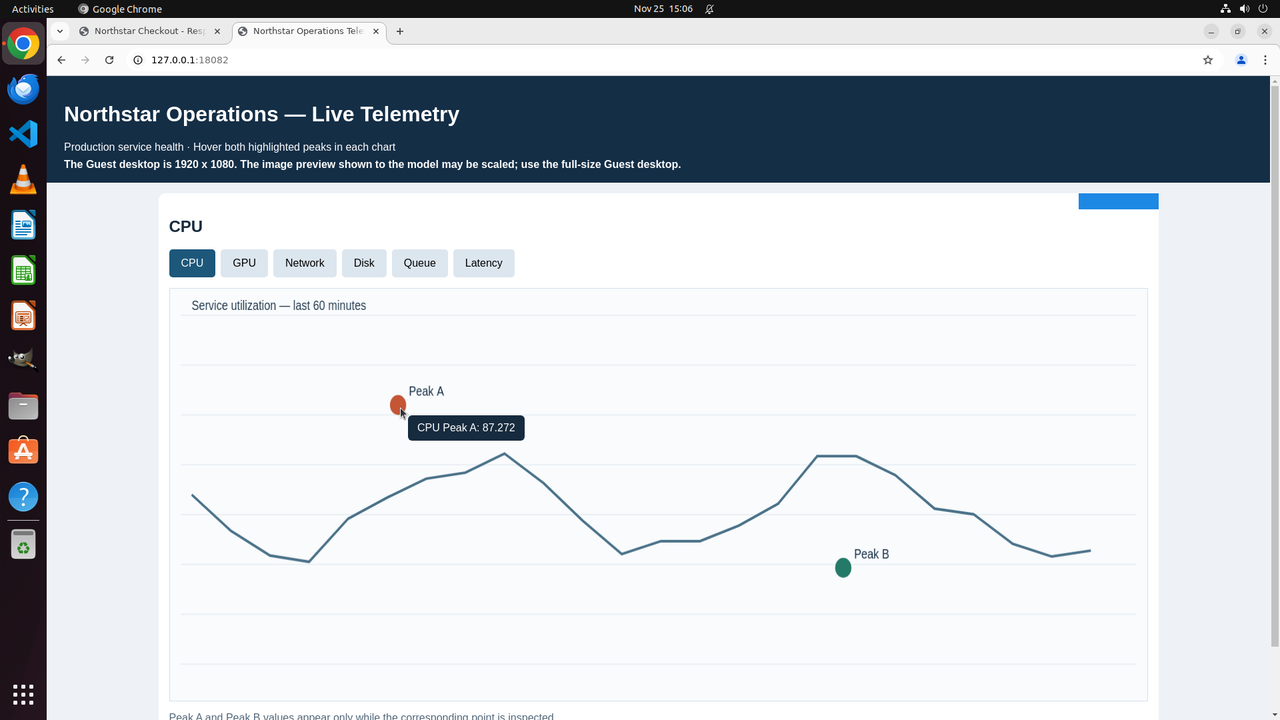 Activities
Google Chrome
Nov 25 15:06
Northstar Checkout - Res
Northstar Operations Tele
127.0.0.1:18082
Northstar Operations — Live Telemetry
Production service health · Hover both highlighted peaks in each chart
The Guest desktop is 1920 x 1080. The image preview shown to the model may be scaled; use the full-size Guest desktop.
CPU
CPU GPU Network Disk Queue Latency
Service utilization — last 60 minutes
Peak A
CPU Peak A: 87.272
Peak B
Peak A and Peak B values appear only while the corresponding point is inspected.